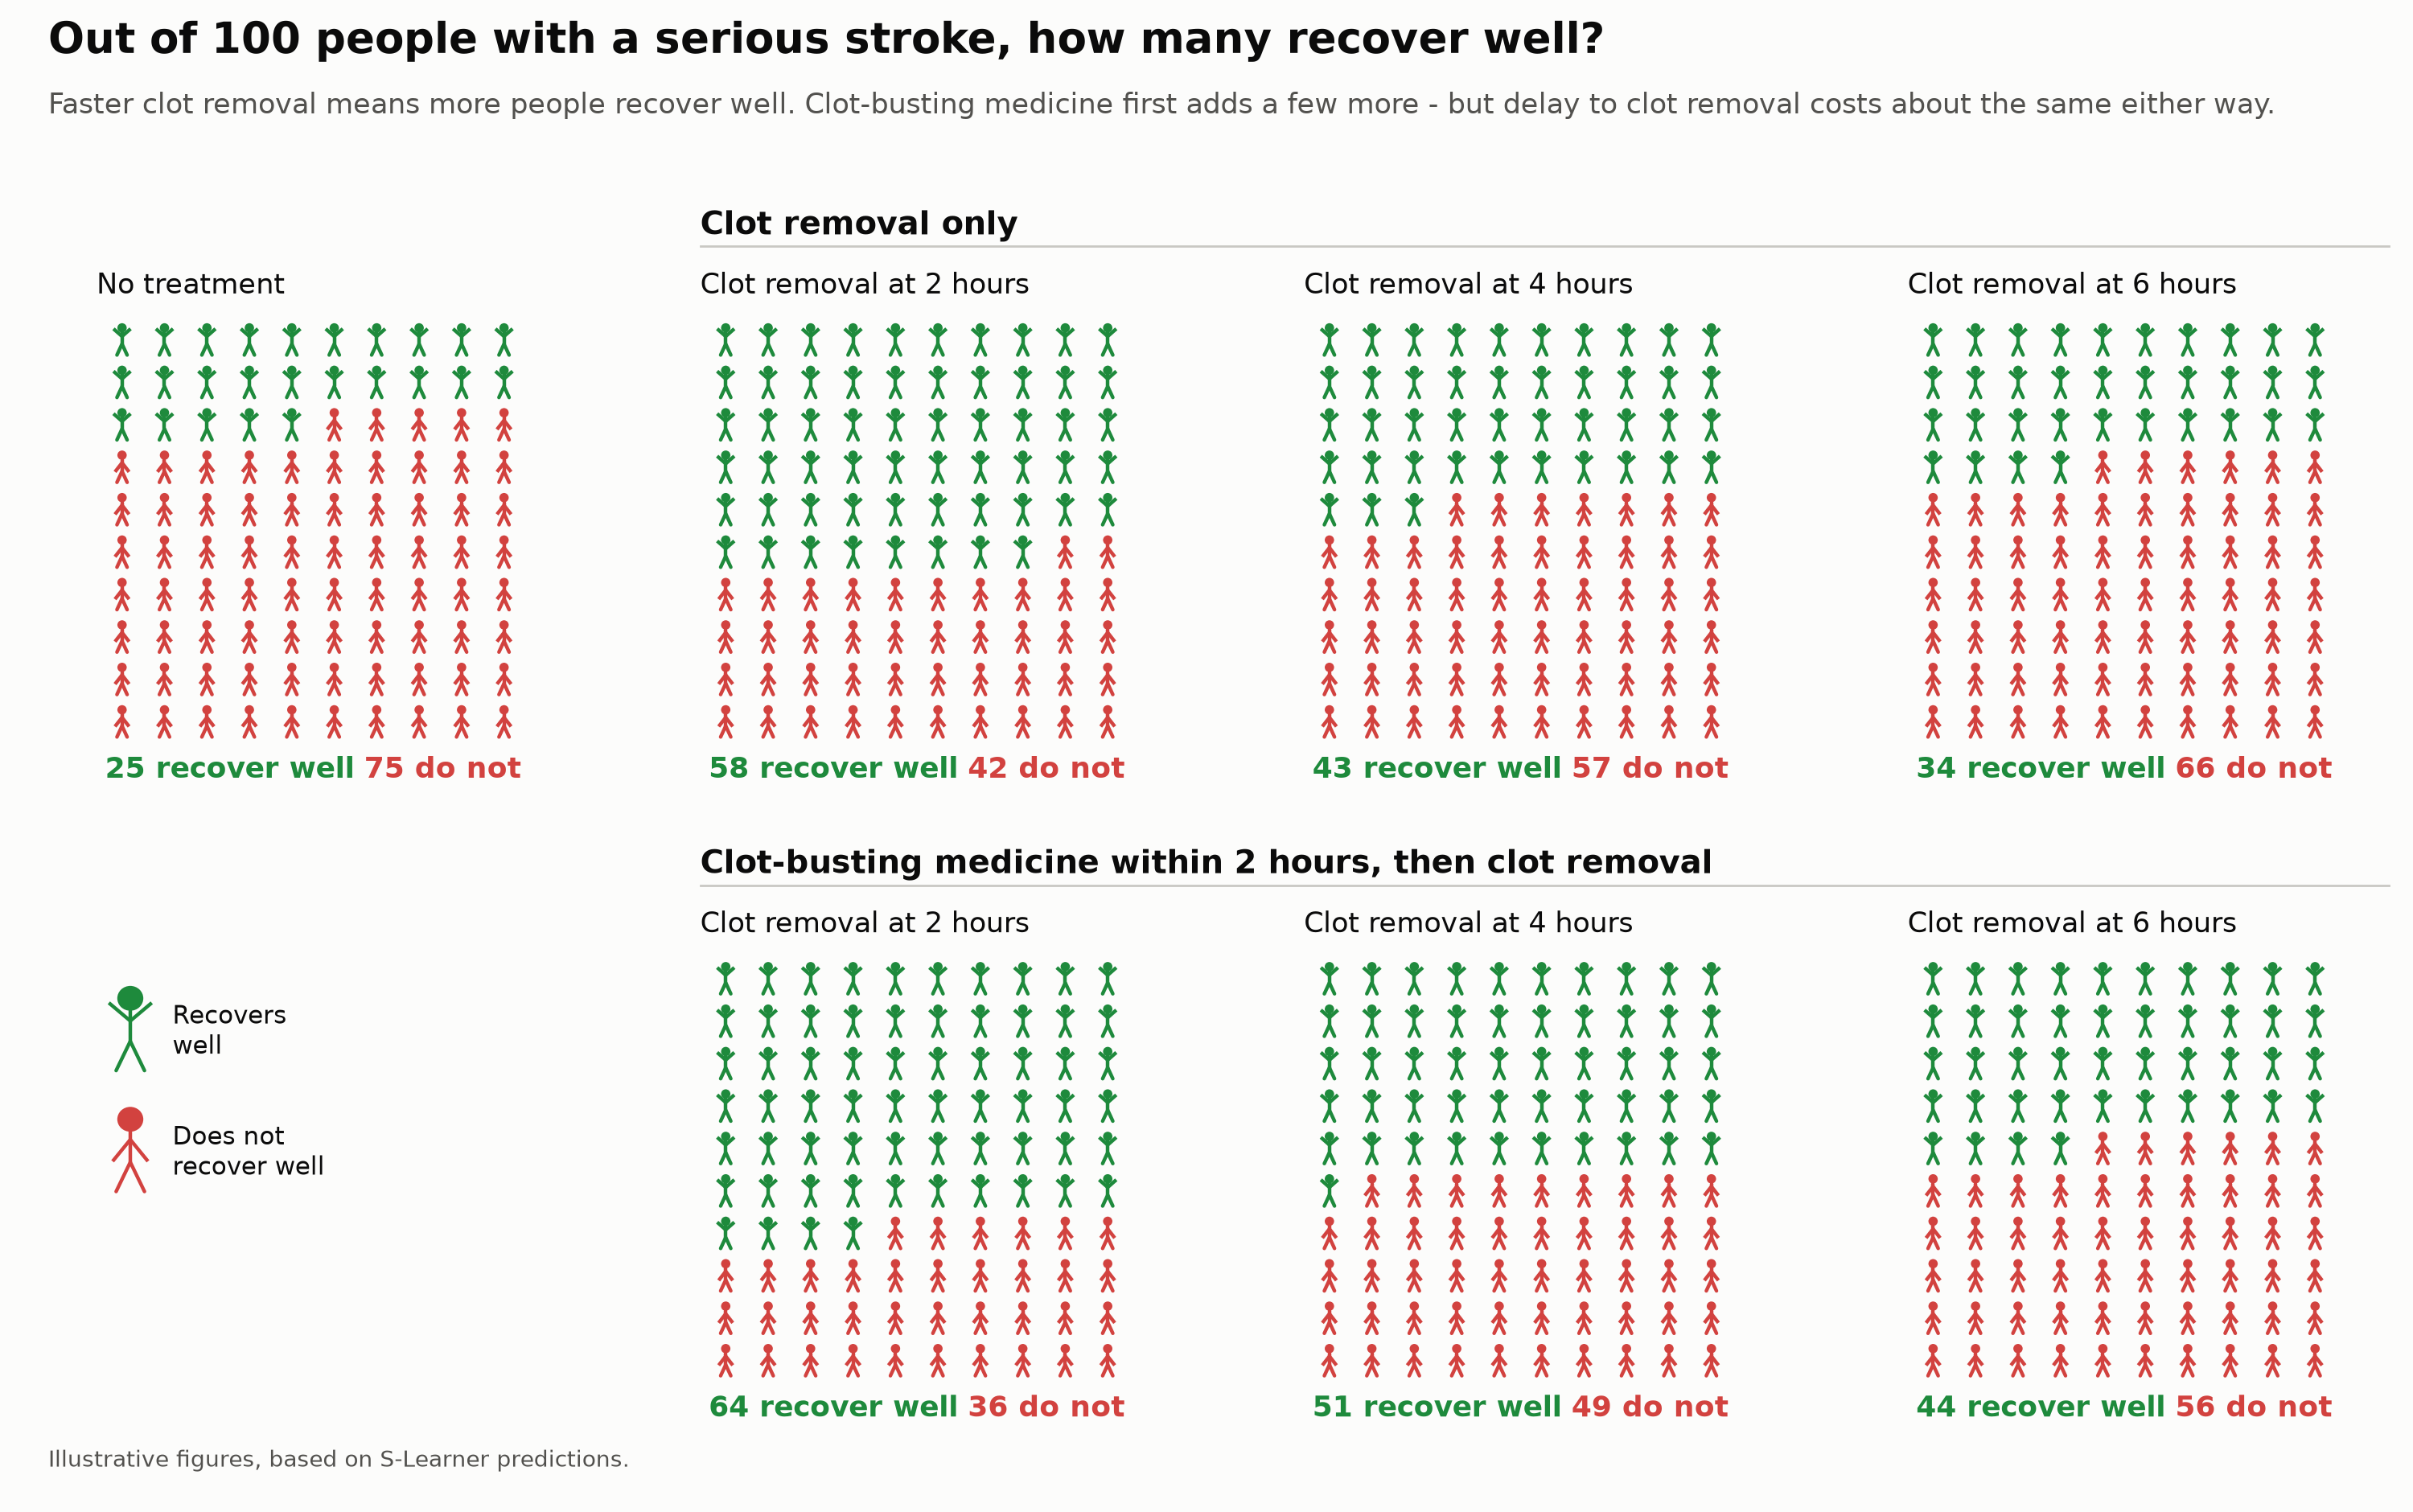 Out of 100 people with a serious stroke, how many recover well?
Faster clot removal means more people recover well. Clot-busting medicine first adds a few more - but delay to clot removal costs about the same either way.
Clot removal only
No treatment
Clot removal at 2 hours
Clot removal at 4 hours
Clot removal at 6 hours
25 recover well 75 do not
58 recover well 42 do not
43 recover well 57 do not
34 recover well 66 do not
Clot-busting medicine within 2 hours, then clot removal
Clot removal at 2 hours
Clot removal at 4 hours
Clot removal at 6 hours
Recovers
well
Does not
recover well
64 recover well 36 do not
51 recover well 49 do not
44 recover well 56 do not
Illustrative figures, based on S-Learner predictions.